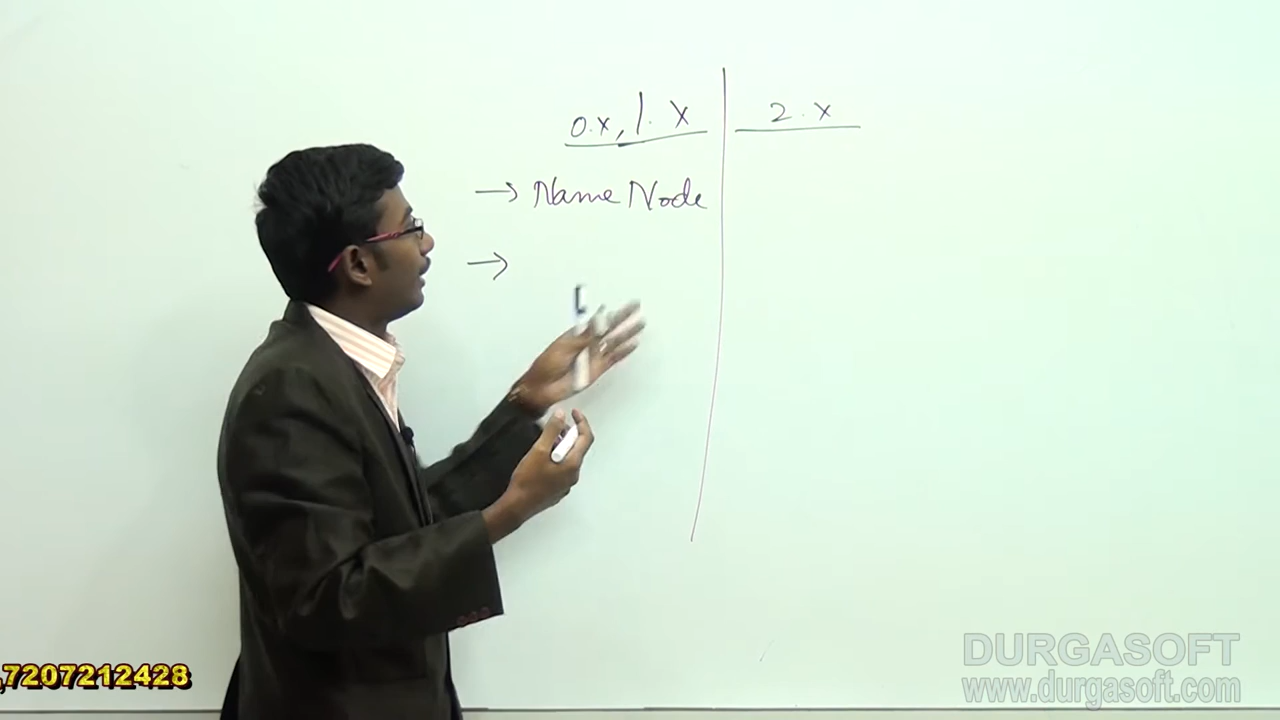 0.x, 1. X
2. x
→ Name Node
→
,7207212428
DURGASOFT
www.durgasoft.com